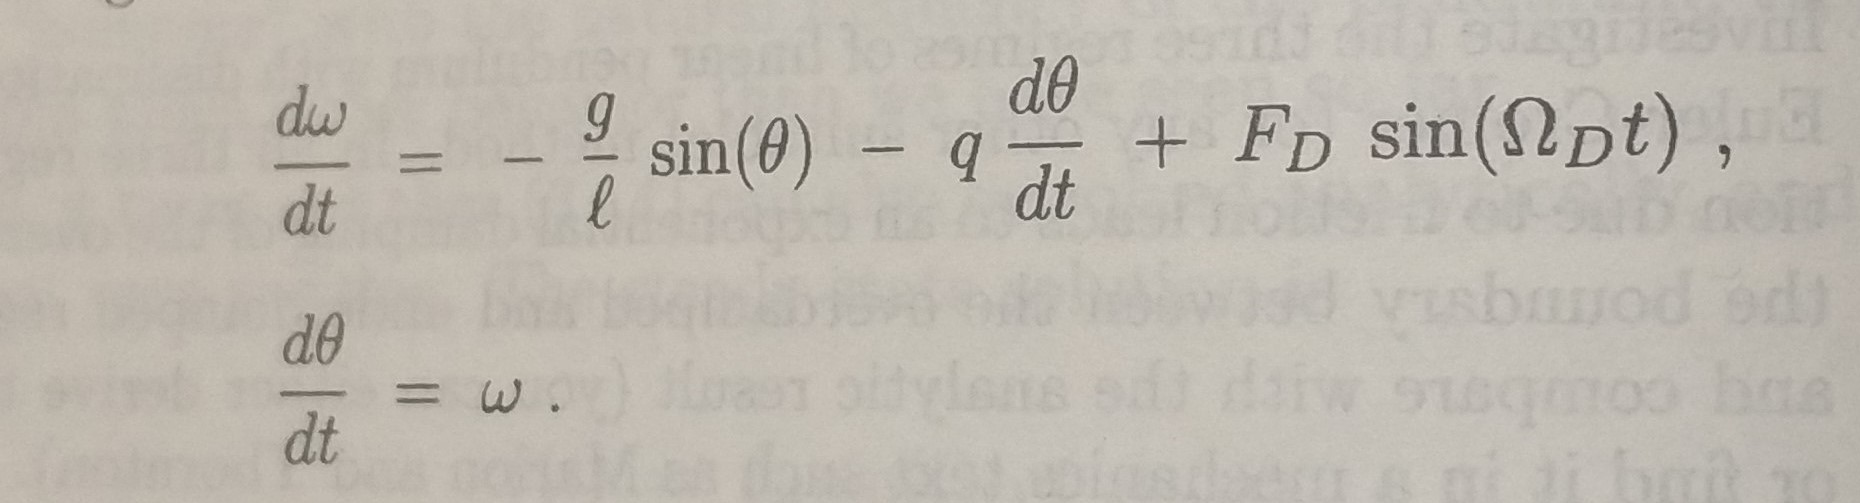 dω/dt = − g/ℓ sin(θ) − q dθ/dt + F_D sin(Ω_D t) ,
dθ/dt = ω .